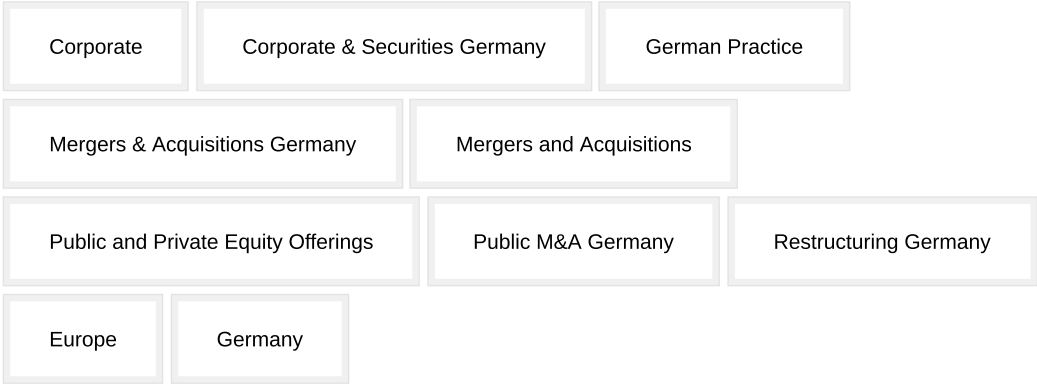 Corporate Corporate & Securities Germany German Practice
Mergers & Acquisitions Germany Mergers and Acquisitions
Public and Private Equity Offerings Public M&A Germany Restructuring Germany
Europe Germany